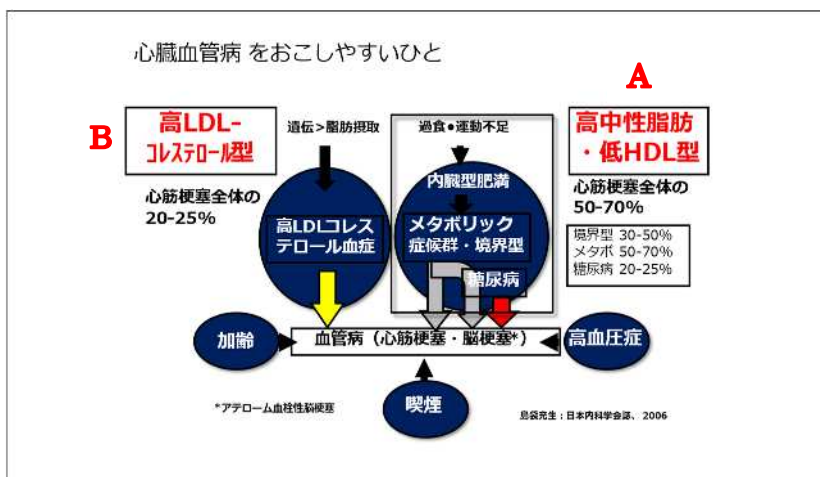 心臓血管病 をおこしやすいひと
A
B
高LDL-
ｺﾚｽﾃﾛｰﾙ型
遺伝>脂肪摂取
過食●運動不足
高中性脂肪
・低HDL型
心筋梗塞全体の
20-25%
内臓型肥満
心筋梗塞全体の
50-70%
高LDLコレス
テロール血症
メタボリック
症候群・境界型
糖尿病
境界型 30-50%
メタボ 50-70%
糖尿病 20-25%
加齢
血管病（心筋梗塞・脳梗塞*）
高血圧症
喫煙
*アテローム血栓性脳梗塞
島袋充生：日本内科学会誌、2006